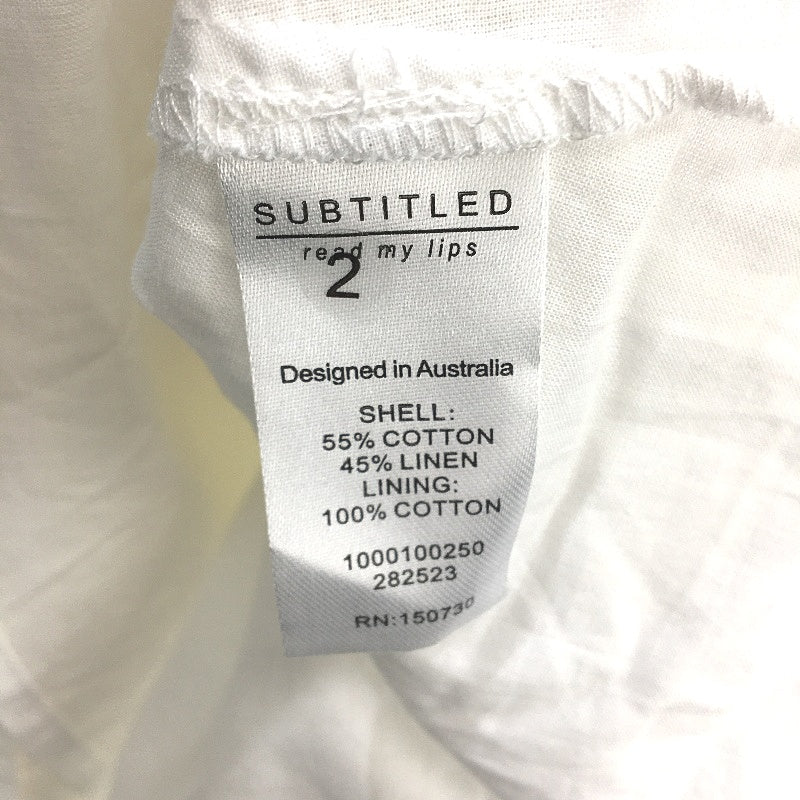 SUBTITLED
read my lips
2
Designed in Australia
SHELL:
55% COTTON
45% LINEN
LINING:
100% COTTON
1000100250
282523
RN:150730